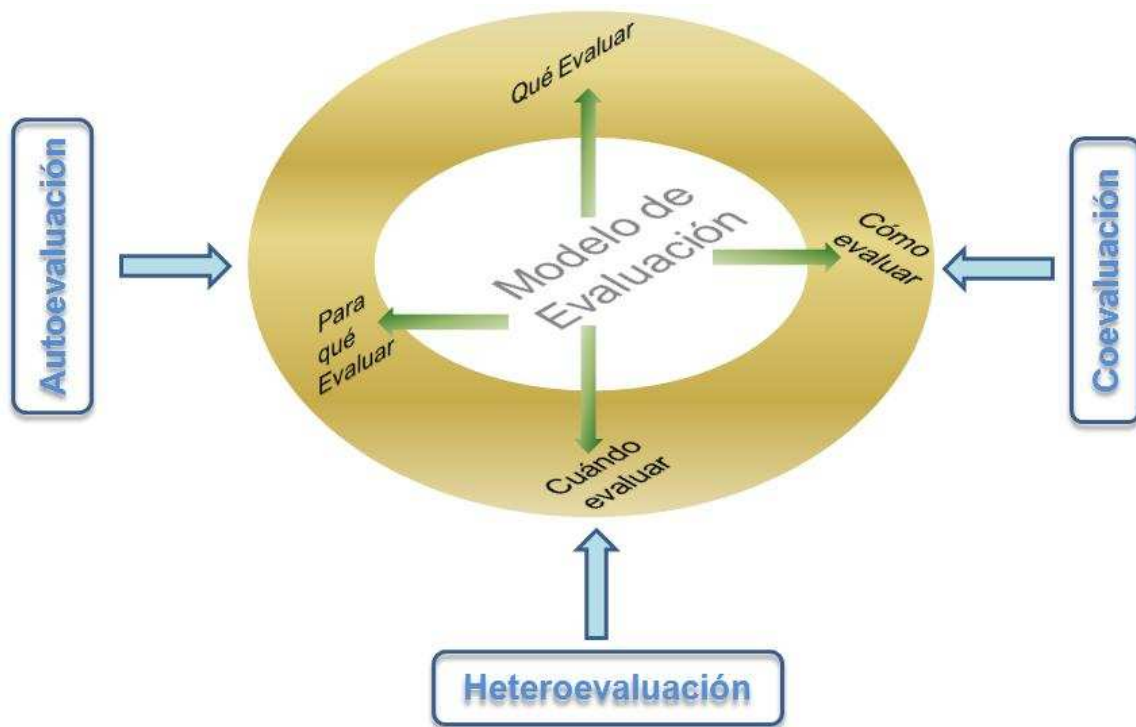 Qué Evaluar
Autoevaluación
Modelo de
Evaluación
Cómo
evaluar
Coevaluación
Para
qué
Evaluar
Cuándo
evaluar
Heteroevaluación